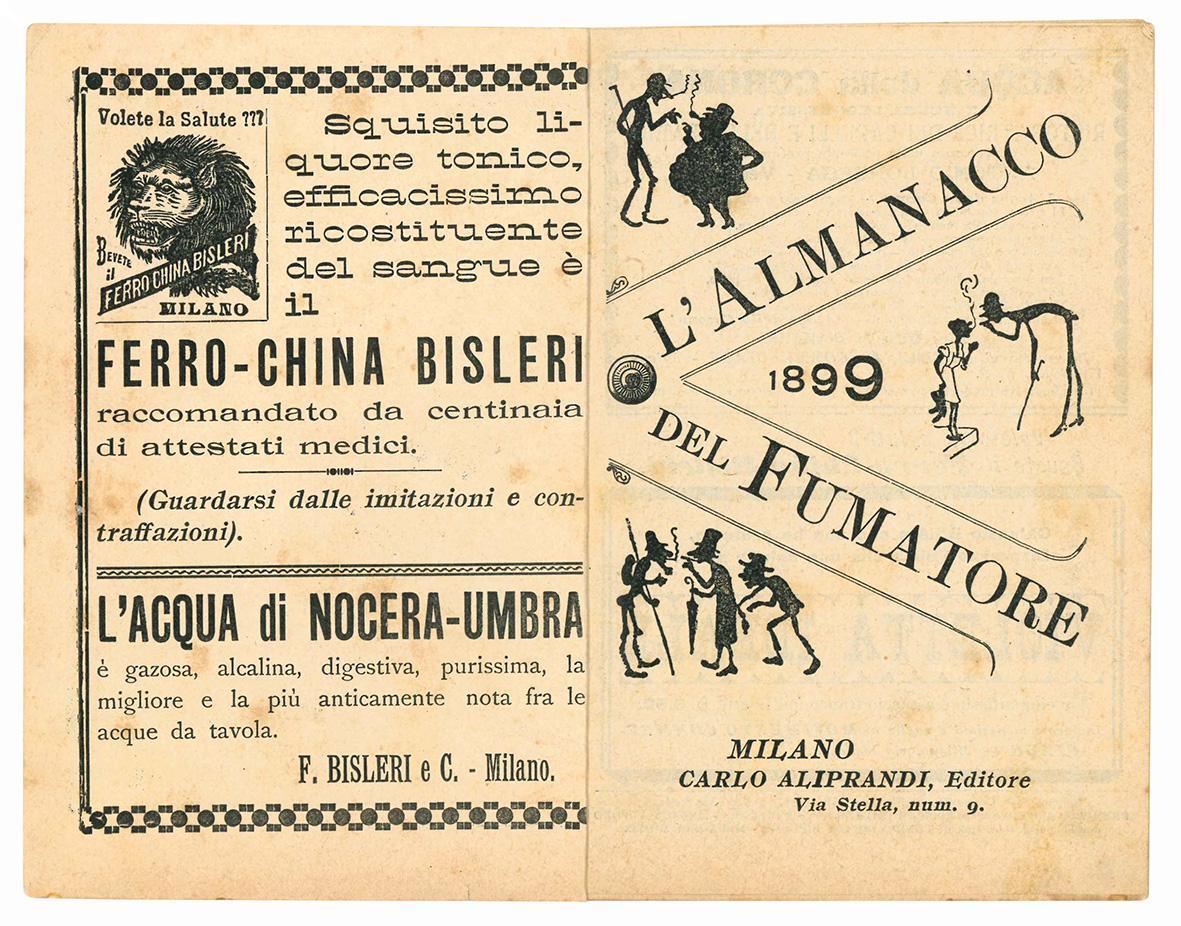 Volete la Salute ???
BEVETE
il
FERRO CHINA BISLERI
MILANO
Squisito li-
quore tonico,
efficacissimo
ricostituente
del sangue è
il
FERRO-CHINA BISLERI
raccomandato da centinaia
di attestati medici.
(Guardarsi dalle imitazioni e con-
traffazioni).
L'ACQUA di NOCERA-UMBRA
è gazosa, alcalina, digestiva, purissima, la
migliore e la più anticamente nota fra le
acque da tavola.
F. BISLERI e C. - Milano.
L'ALMANACCO
1899
DEL FUMATORE
MILANO
CARLO ALIPRANDI, Editore
Via Stella, num. 9.